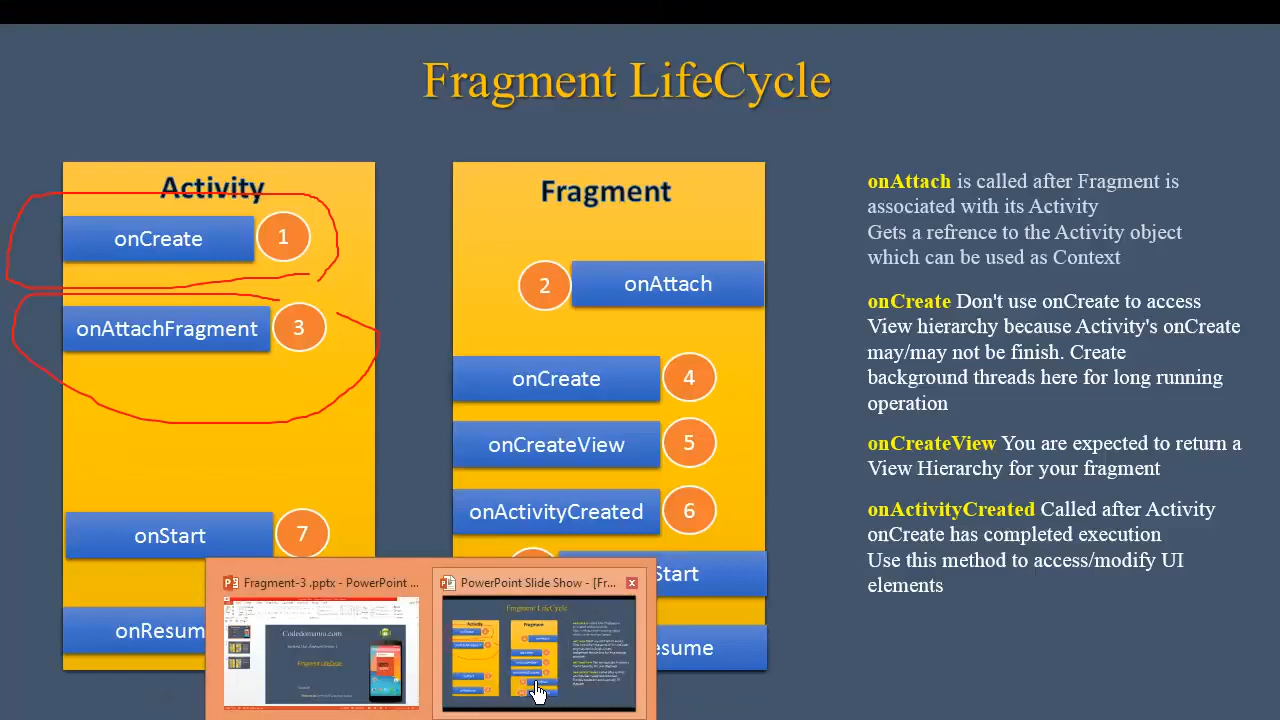 Fragment LifeCycle
Activity
onCreate 1
onAttachFragment 3
onStart 7
onResum
Fragment
2 onAttach
onCreate 4
onCreateView 5
onActivityCreated 6
Start
esume
onAttach is called after Fragment is
associated with its Activity
Gets a refrence to the Activity object
which can be used as Context
onCreate Don't use onCreate to access
View hierarchy because Activity's onCreate
may/may not be finish. Create
background threads here for long running
operation
onCreateView You are expected to return a
View Hierarchy for your fragment
onActivityCreated Called after Activity
onCreate has completed execution
Use this method to access/modify UI
elements
Fragment-3 .pptx - PowerPoint ...
PowerPoint Slide Show - [Fr...
Fragment LifeCycle
Activity
Fragment
Fragment LifeCycle